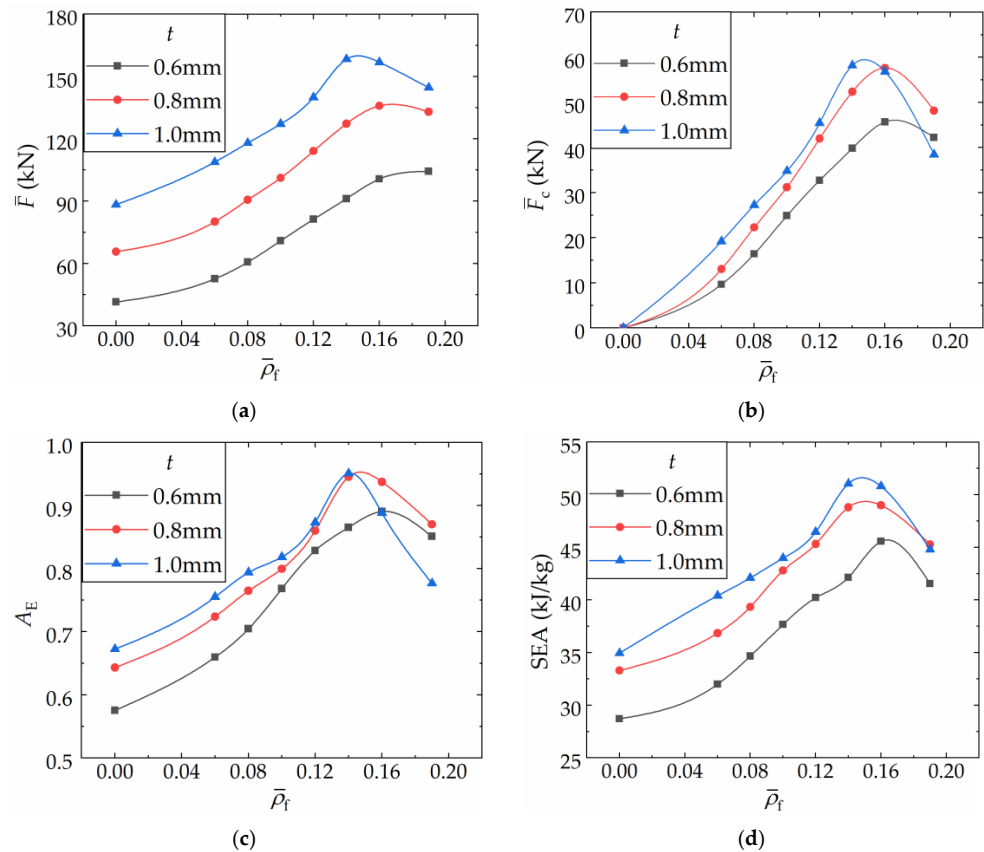 F̄ (kN)
180
150
120
90
60
30
t
0.6mm
0.8mm
1.0mm
0.00 0.04 0.08 0.12 0.16 0.20
ρ̄f
(a)
F̄c (kN)
70
60
50
40
30
20
10
0
t
0.6mm
0.8mm
1.0mm
0.00 0.04 0.08 0.12 0.16 0.20
ρ̄f
(b)
AE
1.0
0.9
0.8
0.7
0.6
0.5
t
0.6mm
0.8mm
1.0mm
0.00 0.04 0.08 0.12 0.16 0.20
ρ̄f
(c)
SEA (kJ/kg)
55
50
45
40
35
30
25
t
0.6mm
0.8mm
1.0mm
0.00 0.04 0.08 0.12 0.16 0.20
ρ̄f
(d)